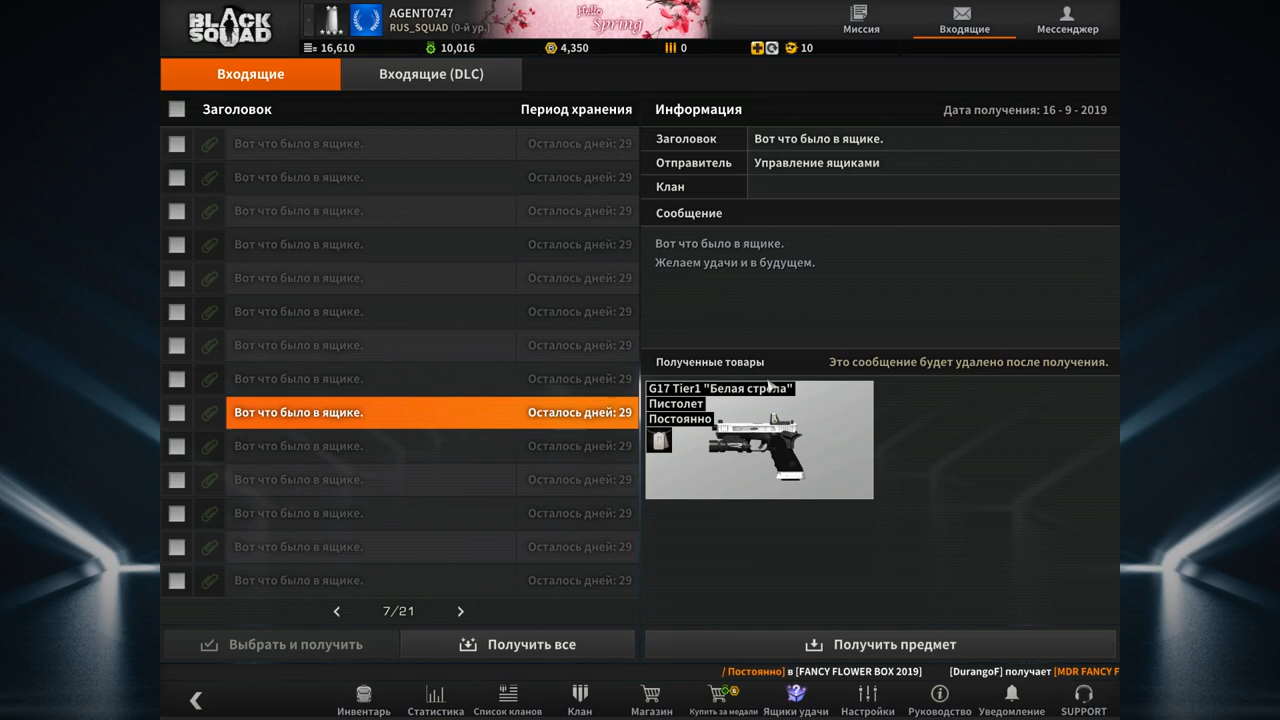 BLACK SQUAD
AGENT0747
RUS_SQUAD (0-й ур.)
Hello Spring
Миссия
Входящие
Мессенджер
16,610
10,016
4,350
0
10
Входящие
Входящие (DLC)
Заголовок Период хранения
Вот что было в ящике. Осталось дней: 29
Вот что было в ящике. Осталось дней: 29
Вот что было в ящике. Осталось дней: 29
Вот что было в ящике. Осталось дней: 29
Вот что было в ящике. Осталось дней: 29
Вот что было в ящике. Осталось дней: 29
Вот что было в ящике. Осталось дней: 29
Вот что было в ящике. Осталось дней: 29
Вот что было в ящике. Осталось дней: 29
Вот что было в ящике. Осталось дней: 29
Вот что было в ящике. Осталось дней: 29
Вот что было в ящике. Осталось дней: 29
Вот что было в ящике. Осталось дней: 29
Вот что было в ящике. Осталось дней: 29
7/21
Выбрать и получить
Получить все
Информация Дата получения: 16 - 9 - 2019
Заголовок Вот что было в ящике.
Отправитель Управление ящиками
Клан
Сообщение
Вот что было в ящике.
Желаем удачи и в будущем.
Полученные товары Это сообщение будет удалено после получения.
G17 Tier1 "Белая стрела"
Пистолет
Постоянно
Получить предмет
/ Постоянно] в [FANCY FLOWER BOX 2019] [DurangoF] получает [MDR FANCY F
Инвентарь
Статистика
Список кланов
Клан
Магазин
Купить за медали
Ящики удачи
Настройки
Руководство
Уведомление
SUPPORT